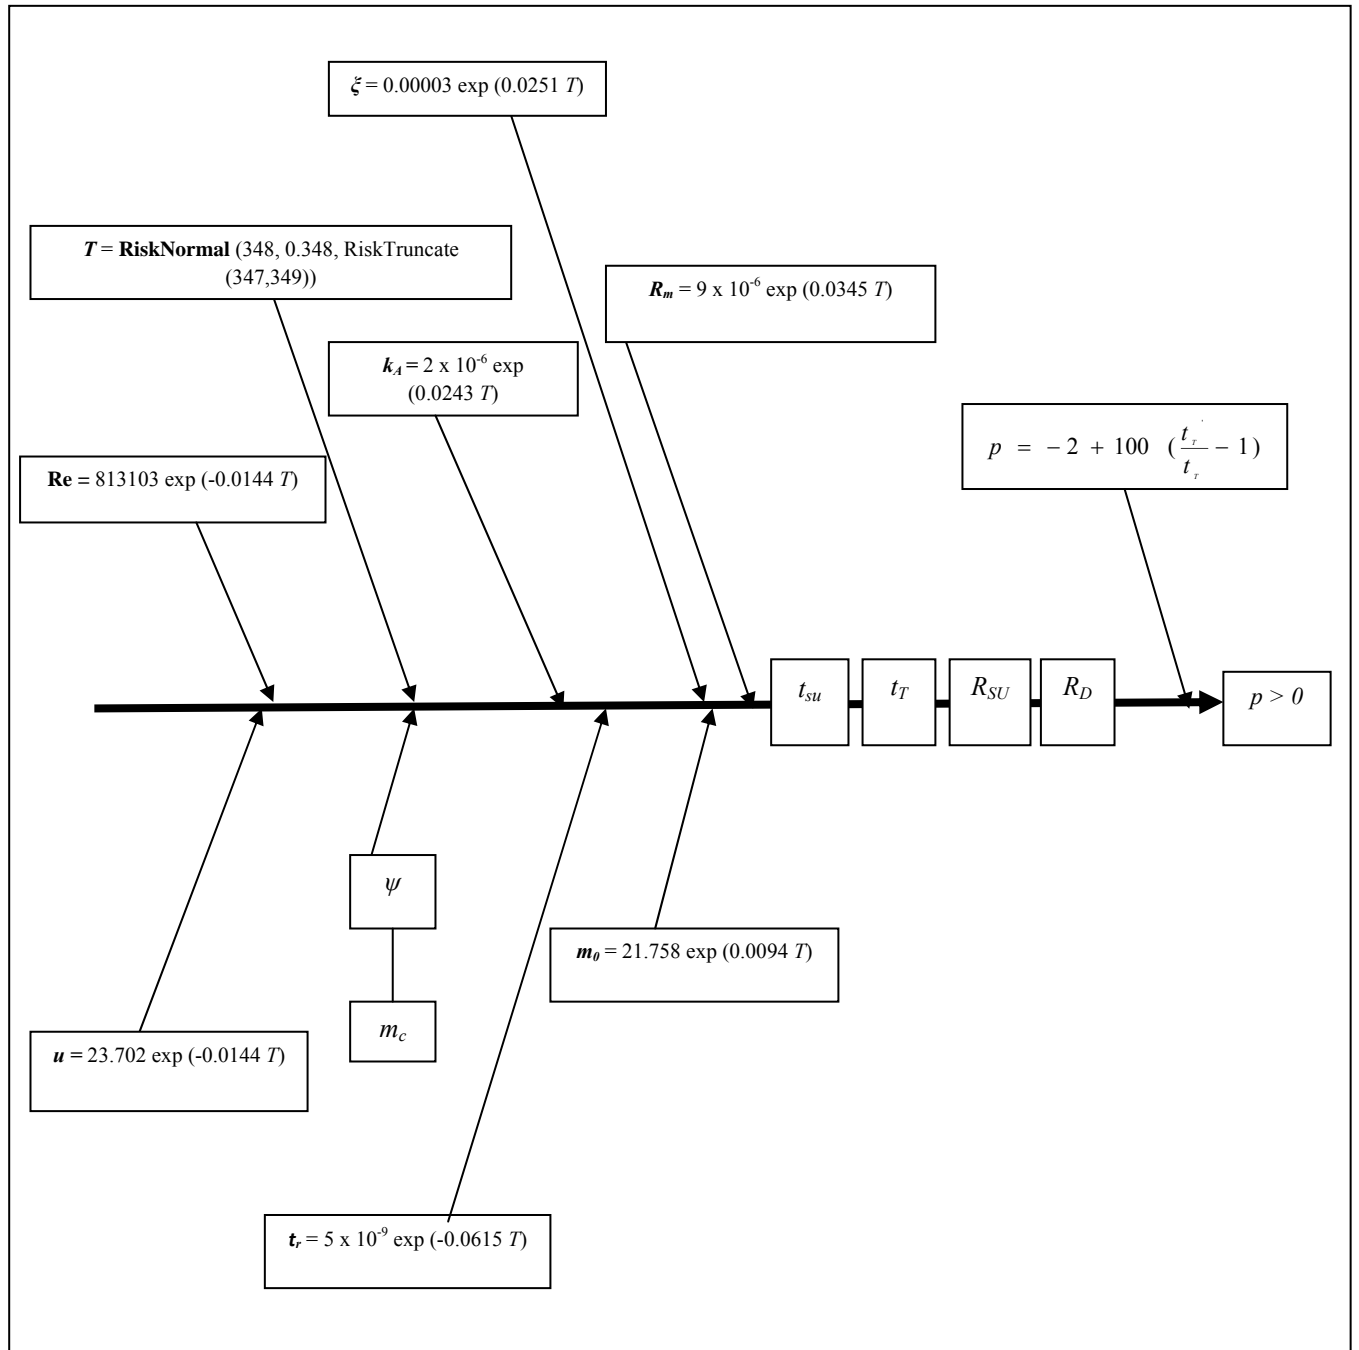 ξ = 0.00003 exp (0.0251 T)
T = RiskNormal (348, 0.348, RiskTruncate
(347,349))
R_m = 9 x 10^-6 exp (0.0345 T)
k_A = 2 x 10^-6 exp
(0.0243 T)
p = − 2 + 100 (t_T' / t_T − 1)
Re = 813103 exp (-0.0144 T)
t_su
t_T
R_SU
R_D
p > 0
ψ
m_0 = 21.758 exp (0.0094 T)
m_c
u = 23.702 exp (-0.0144 T)
t_r = 5 x 10^-9 exp (-0.0615 T)